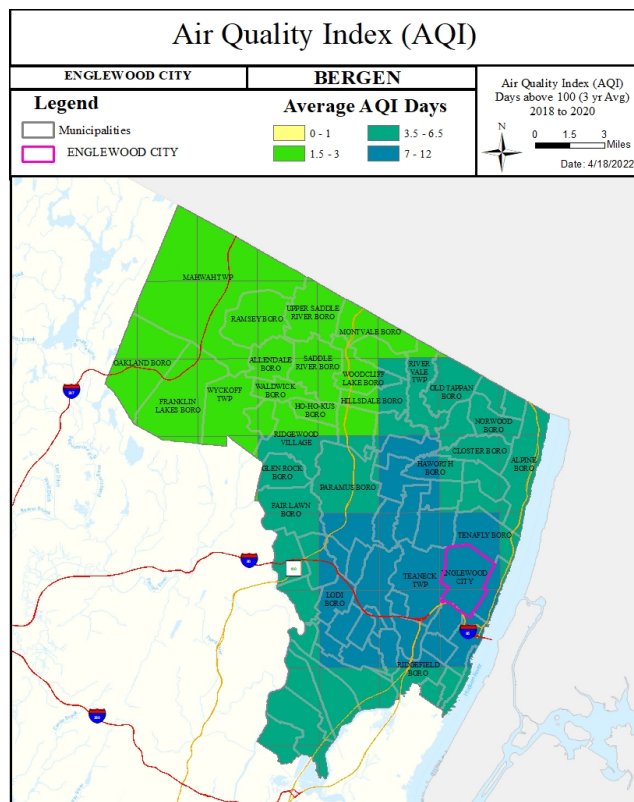 Air Quality Index (AQI)
ENGLEWOOD CITY
BERGEN
Legend
Municipalities
ENGLEWOOD CITY
Average AQI Days
0 - 1
1.5 - 3
3.5 - 6.5
7 - 12
Air Quality Index (AQI)
Days above 100 (3 yr Avg)
2018 to 2020
N
0 1.5 3
Miles
Date: 4/18/2022
MAHWAH TWP
RAMSEY BORO
UPPER SADDLE
RIVER BORO
MONTVALE BORO
OAKLAND BORO
ALLENDALE
BORO
SADDLE
RIVER BORO
WOODCLIFF
LAKE BORO
RIVER
VALE
TWP
OLD TAPPAN
BORO
FRANKLIN
LAKES BORO
WYCKOFF
TWP
WALDWICK
BORO
HO-HO-KUS
BORO
HILLSDALE BORO
NORWOOD
BORO
RIDGEWOOD
VILLAGE
CLOSTER BORO
ALPINE
BORO
GLEN ROCK
BORO
PARAMUS BORO
HAWORTH
BORO
FAIR LAWN
BORO
TENAFLY BORO
LODI
BORO
TEANECK
TWP
NGLEWOOD
CITY
RIDGEFIELD
BORO